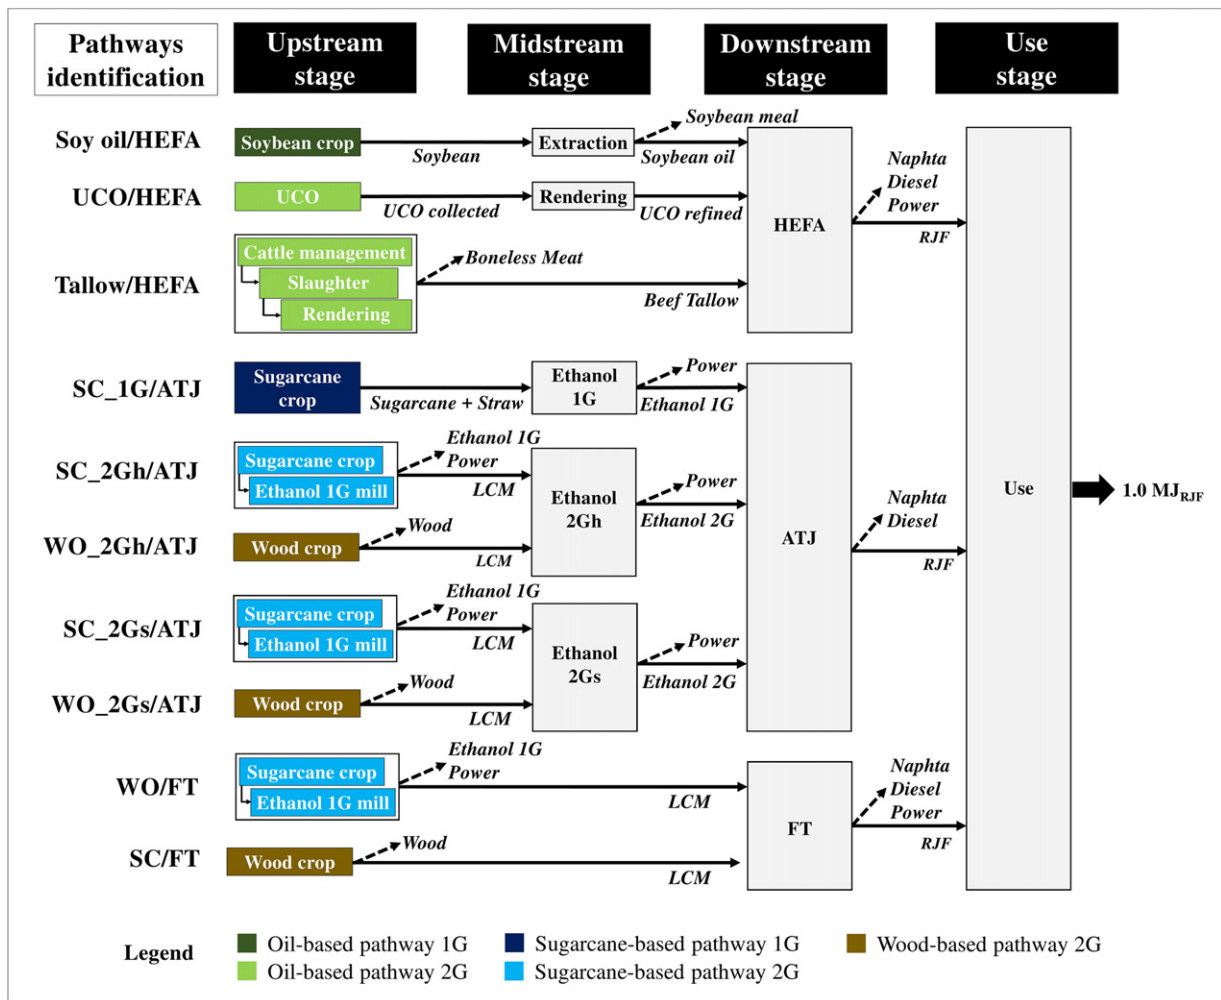 Pathways identification
Upstream stage
Midstream stage
Downstream stage
Use stage
Soy oil/HEFA
Soybean crop
Soybean
Extraction
Soybean meal
Soybean oil
UCO/HEFA
UCO
UCO collected
Rendering
UCO refined
HEFA
Naphta
Diesel
Power
RJF
Tallow/HEFA
Cattle management
Slaughter
Rendering
Boneless Meat
Beef Tallow
SC_1G/ATJ
Sugarcane
crop
Sugarcane + Straw
Ethanol
1G
Power
Ethanol 1G
SC_2Gh/ATJ
Sugarcane crop
Ethanol 1G mill
Ethanol 1G
Power
LCM
Ethanol
2Gh
Power
Ethanol 2G
WO_2Gh/ATJ
Wood crop
Wood
LCM
ATJ
Naphta
Diesel
RJF
Use
1.0 MJRJF
SC_2Gs/ATJ
Sugarcane crop
Ethanol 1G mill
Ethanol 1G
Power
LCM
Ethanol
2Gs
Power
Ethanol 2G
WO_2Gs/ATJ
Wood crop
Wood
LCM
WO/FT
Sugarcane crop
Ethanol 1G mill
Ethanol 1G
Power
LCM
FT
Naphta
Diesel
Power
RJF
SC/FT
Wood crop
Wood
LCM
Legend
Oil-based pathway 1G
Sugarcane-based pathway 1G
Wood-based pathway 2G
Oil-based pathway 2G
Sugarcane-based pathway 2G